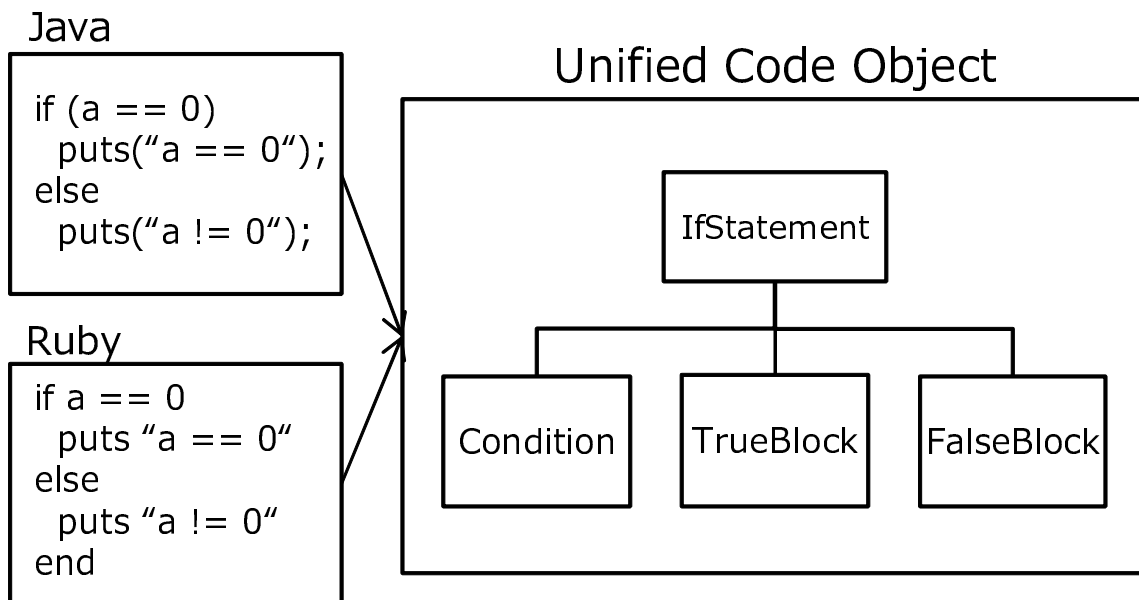 Java
if (a == 0)
  puts(“a == 0“);
else
  puts(“a != 0“);
Ruby
if a == 0
  puts “a == 0“
else
  puts “a != 0“
end
Unified Code Object
IfStatement
Condition
TrueBlock
FalseBlock